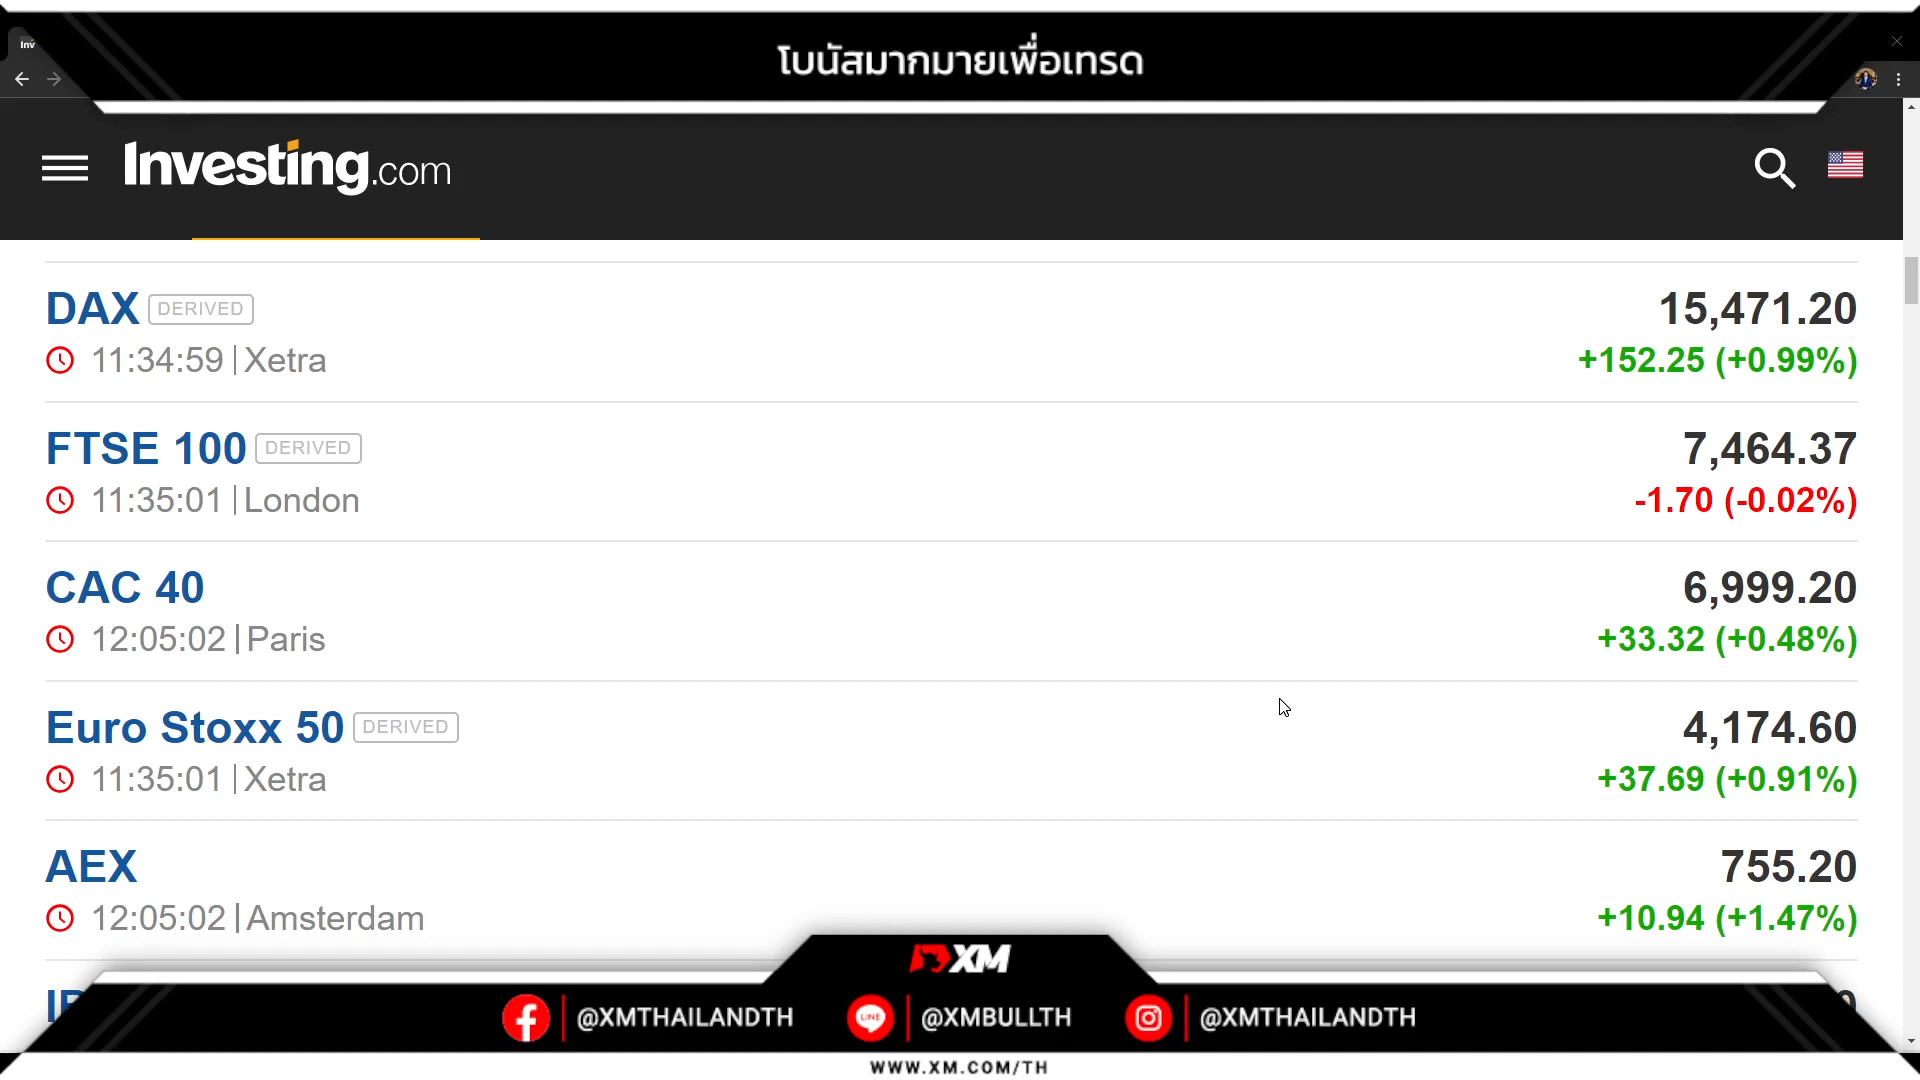 โบนัสมากมายเพื่อเทรด
Inv
Investing.com
DAX DERIVED 15,471.20
11:34:59 | Xetra +152.25 (+0.99%)
FTSE 100 DERIVED 7,464.37
11:35:01 | London -1.70 (-0.02%)
CAC 40 6,999.20
12:05:02 | Paris +33.32 (+0.48%)
Euro Stoxx 50 DERIVED 4,174.60
11:35:01 | Xetra +37.69 (+0.91%)
AEX 755.20
12:05:02 | Amsterdam +10.94 (+1.47%)
XM
@XMTHAILANDTH LINE @XMBULLTH @XMTHAILANDTH
WWW.XM.COM/TH